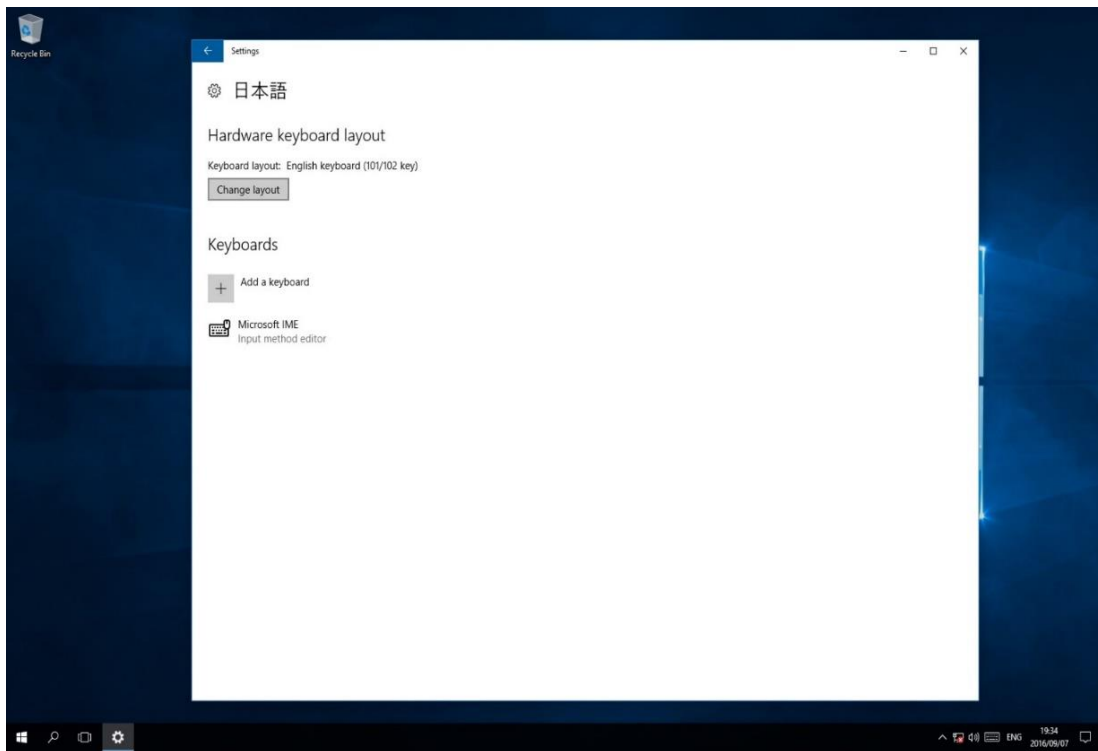 Recycle Bin
Settings
日本語
Hardware keyboard layout
Keyboard layout: English keyboard (101/102 key)
Change layout
Keyboards
Add a keyboard
Microsoft IME
Input method editor
ENG
19:34
2016/09/07